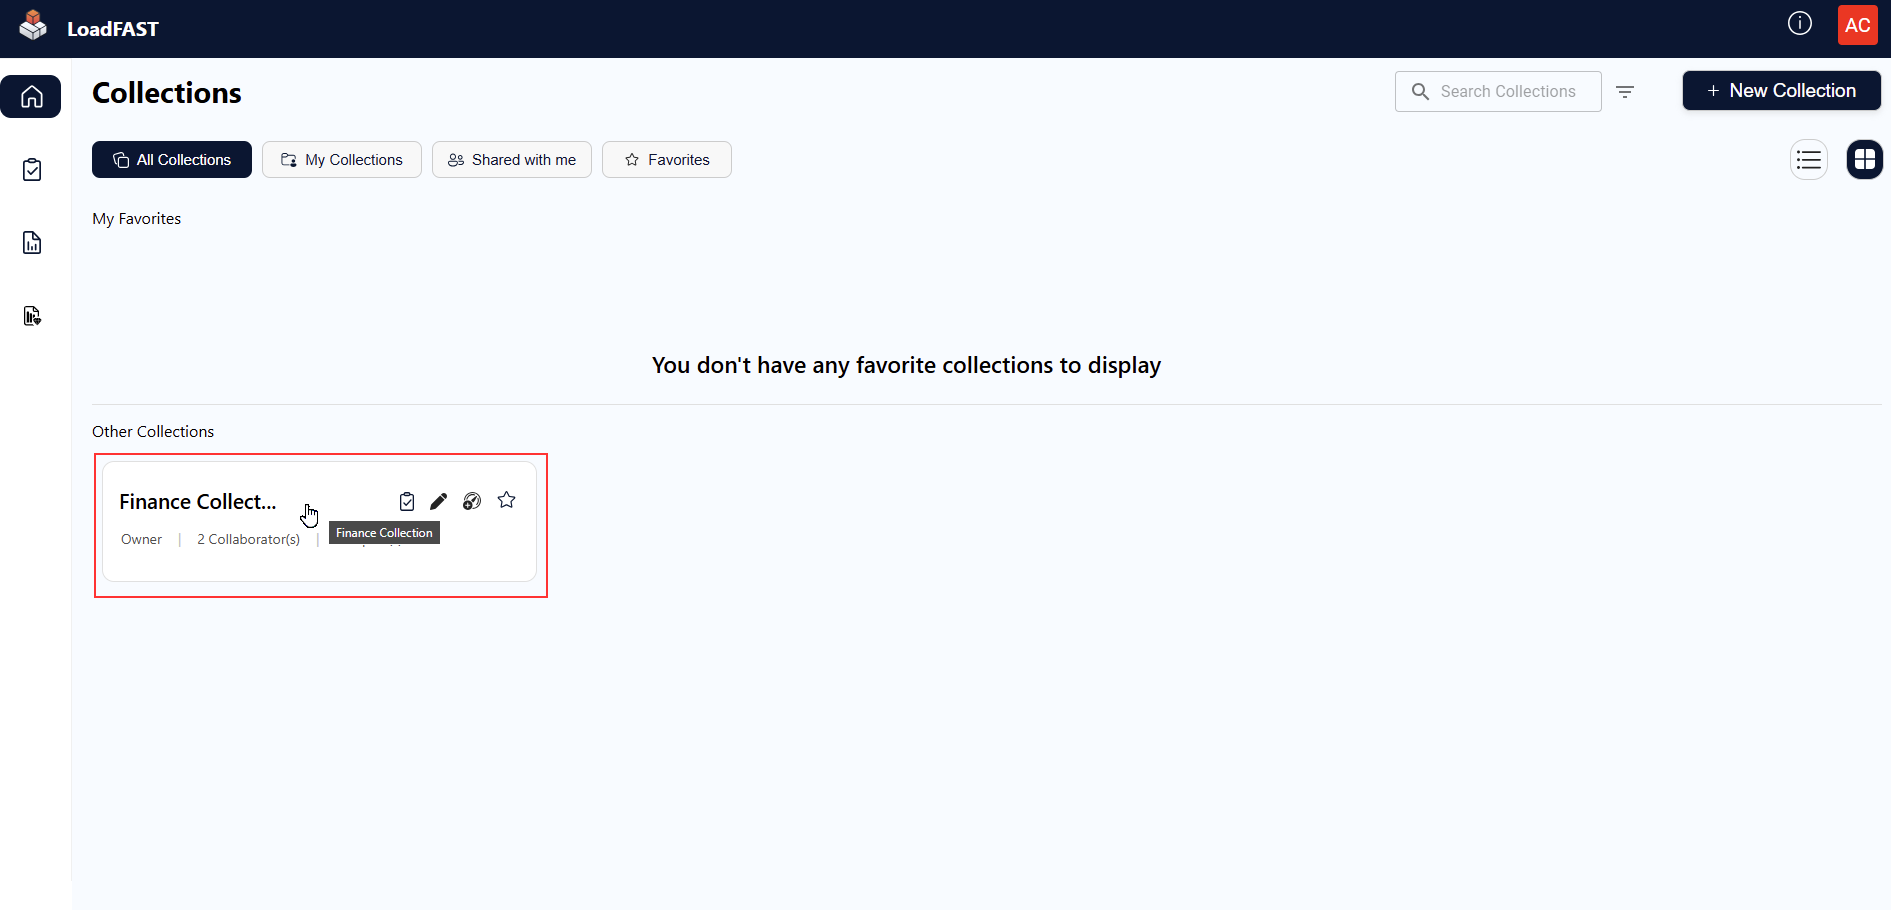 LoadFAST
AC
Collections
Search Collections
+ New Collection
All Collections
My Collections
Shared with me
Favorites
My Favorites
You don't have any favorite collections to display
Other Collections
Finance Collect...
Owner | 2 Collaborator(s) |
Finance Collection